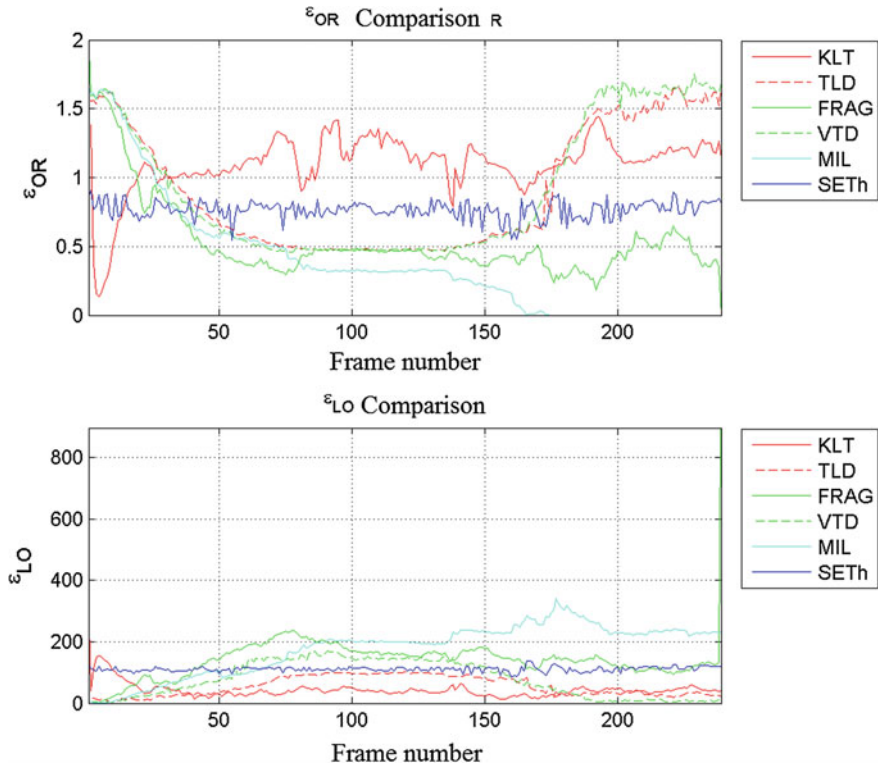 εOR Comparison R
2
1.5
1
0.5
0
εOR
50
100
150
200
Frame number
KLT
TLD
FRAG
VTD
MIL
SETh
εLO Comparison
800
600
400
200
0
εLO
50
100
150
200
Frame number
KLT
TLD
FRAG
VTD
MIL
SETh